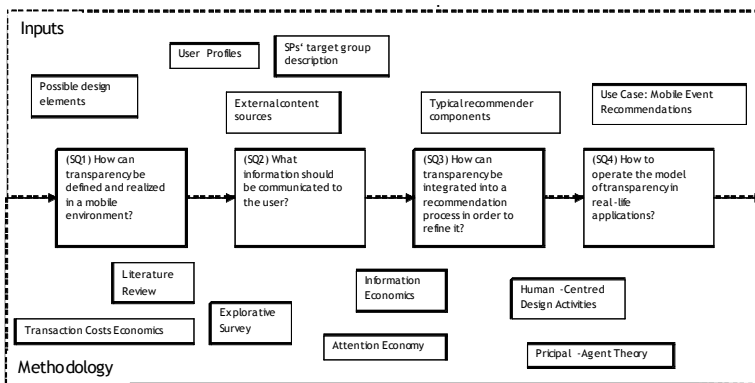 Inputs
User Profiles
SPs' target group
description
Possible design
elements
External content
sources
Typical recommender
components
Use Case: Mobile Event
Recommendations
(SQ1) How can
transparency be
defined and realized
in a mobile
environment?
(SQ2) What
information should
be communicated to
the user?
(SQ3) How can
transparency be
integrated into a
recommendation
process in order to
refine it?
(SQ4) How to
operate the model
of transparency in
real-life
applications?
Literature
Review
Information
Economics
Human -Centred
Design Activities
Explorative
Survey
Transaction Costs Economics
Attention Economy
Pricipal -Agent Theory
Methodology